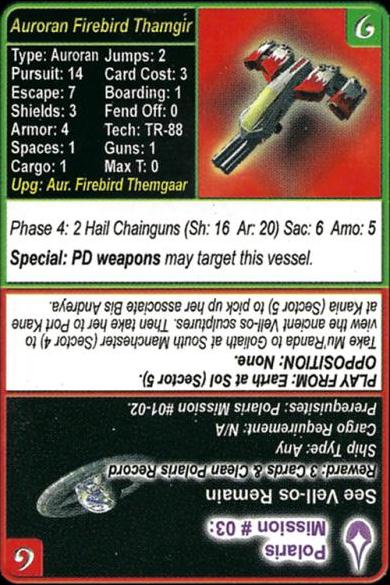 Auroran Firebird Thamgir
6
Type: Auroran Jumps: 2
Pursuit: 14 Card Cost: 3
Escape: 7 Boarding: 1
Shields: 3 Fend Off: 0
Armor: 4 Tech: TR-88
Spaces: 1 Guns: 1
Cargo: 1 Max T: 0
Upg: Aur. Firebird Themgaar
Phase 4: 2 Hail Chainguns (Sh: 16 Ar: 20) Sac: 6 Amo: 5
Special: PD weapons may target this vessel.
Polaris
Mission # 03:
6
See Vell-os Remain
Reward: 3 Cards & Clean Polaris Record
Ship Type: Any
Cargo Requirement: N/A
Prerequisites: Polaris Mission #01-02.
PLAY FROM: Earth at Sol (Sector 5).
OPPOSITION: None.
Take Mu'Randa to Goliath at South Manchester (Sector 4) to
view the ancient Vell-os sculptures. Then take her to Port Kane
at Kania (Sector 5) to pick up her associate Bis Andreya.